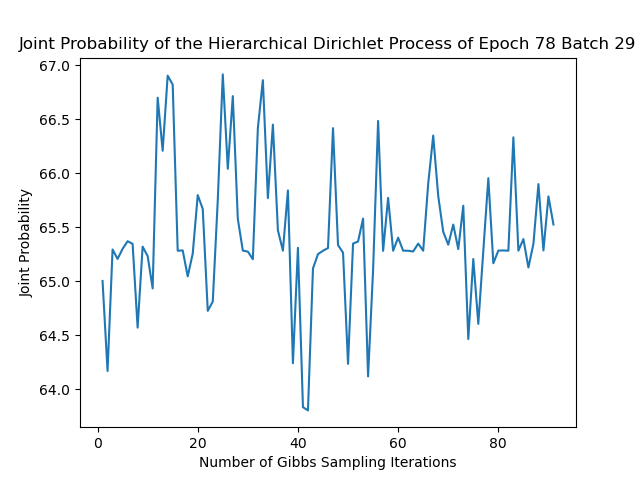 Joint Probability of the Hierarchical Dirichlet Process of Epoch 78 Batch 29
67.0
66.5
66.0
65.5
65.0
64.5
64.0
Joint Probability
0 20 40 60 80
Number of Gibbs Sampling Iterations